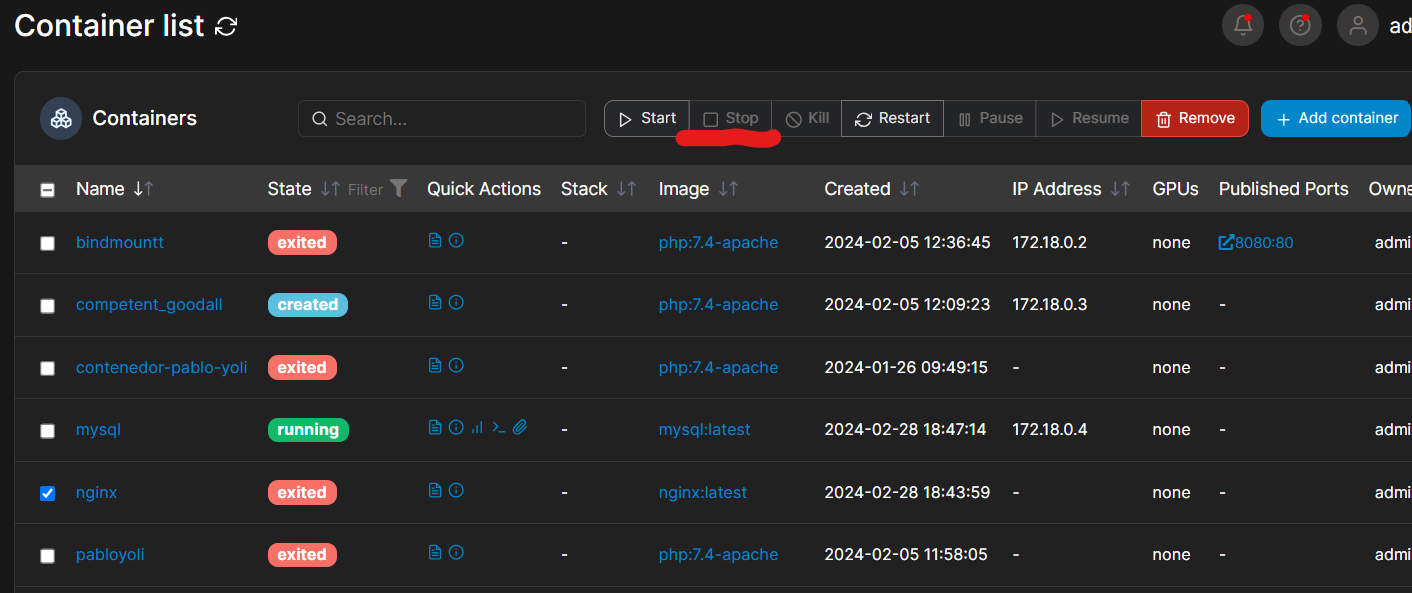 Container list
ad
Containers Search... Start Stop Kill Restart Pause Resume Remove + Add container
Name State Filter Quick Actions Stack Image Created IP Address GPUs Published Ports Owne
bindmountt exited - php:7.4-apache 2024-02-05 12:36:45 172.18.0.2 none 8080:80 admi
competent_goodall created - php:7.4-apache 2024-02-05 12:09:23 172.18.0.3 none - admi
contenedor-pablo-yoli exited - php:7.4-apache 2024-01-26 09:49:15 - none - admi
mysql running - mysql:latest 2024-02-28 18:47:14 172.18.0.4 none - admi
nginx exited - nginx:latest 2024-02-28 18:43:59 - none - admi
pabloyoli exited - php:7.4-apache 2024-02-05 11:58:05 - none - admi